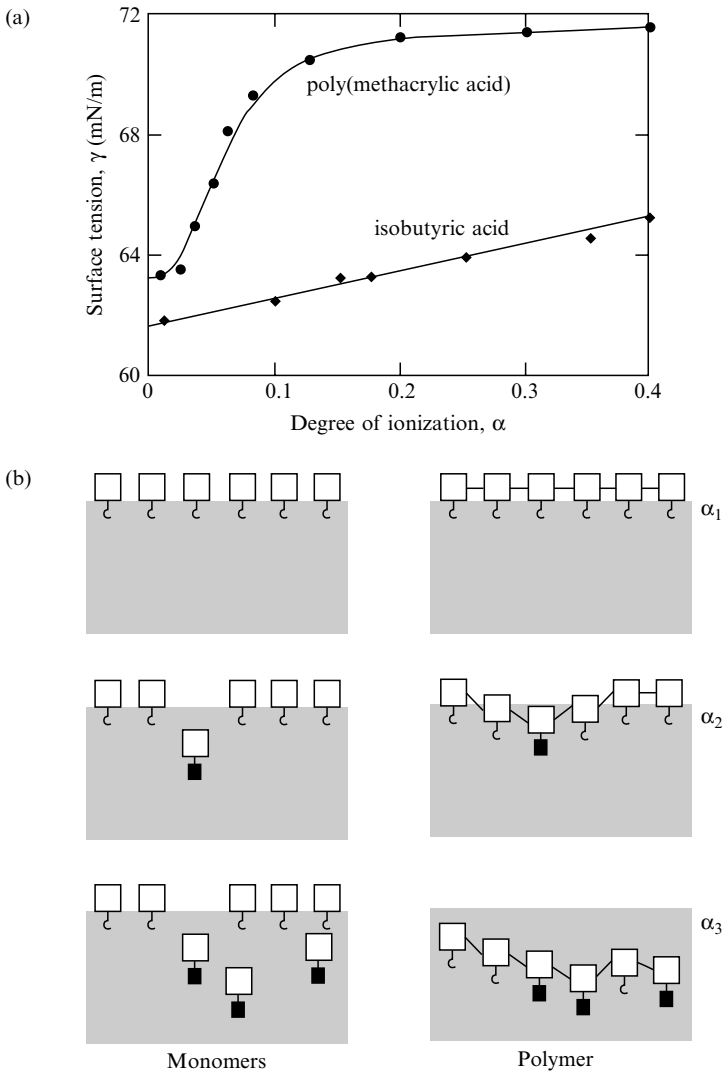 (a)
72
68
64
60
Surface tension, γ (mN/m)
poly(methacrylic acid)
isobutyric acid
0
0.1
0.2
0.3
0.4
Degree of ionization, α
(b)
α₁
α₂
α₃
Monomers
Polymer